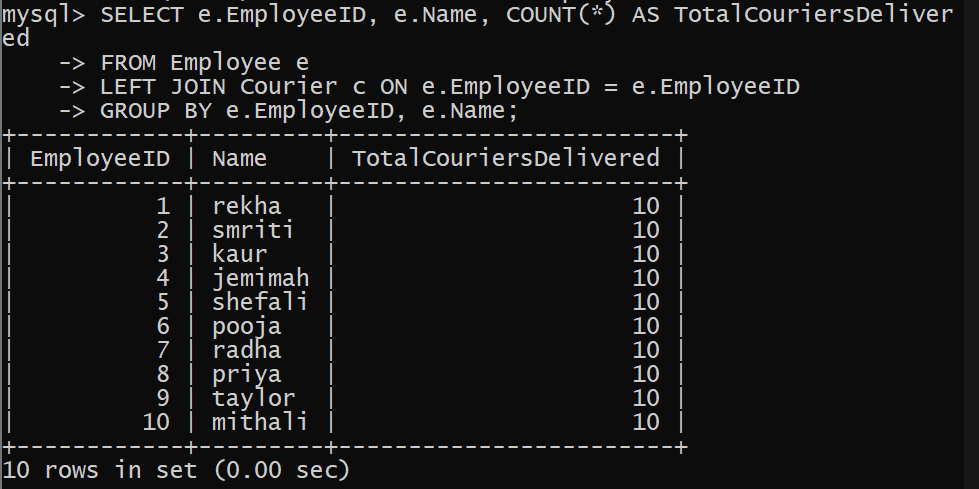 mysql> SELECT e.EmployeeID, e.Name, COUNT(*) AS TotalCouriersDeliver
ed
    -> FROM Employee e
    -> LEFT JOIN Courier c ON e.EmployeeID = e.EmployeeID
    -> GROUP BY e.EmployeeID, e.Name;
+------------+---------+------------------------+
| EmployeeID | Name    | TotalCouriersDelivered |
+------------+---------+------------------------+
|          1 | rekha   |                     10 |
|          2 | smriti  |                     10 |
|          3 | kaur    |                     10 |
|          4 | jemimah |                     10 |
|          5 | shefali |                     10 |
|          6 | pooja   |                     10 |
|          7 | radha   |                     10 |
|          8 | priya   |                     10 |
|          9 | taylor  |                     10 |
|         10 | mithali |                     10 |
+------------+---------+------------------------+
10 rows in set (0.00 sec)